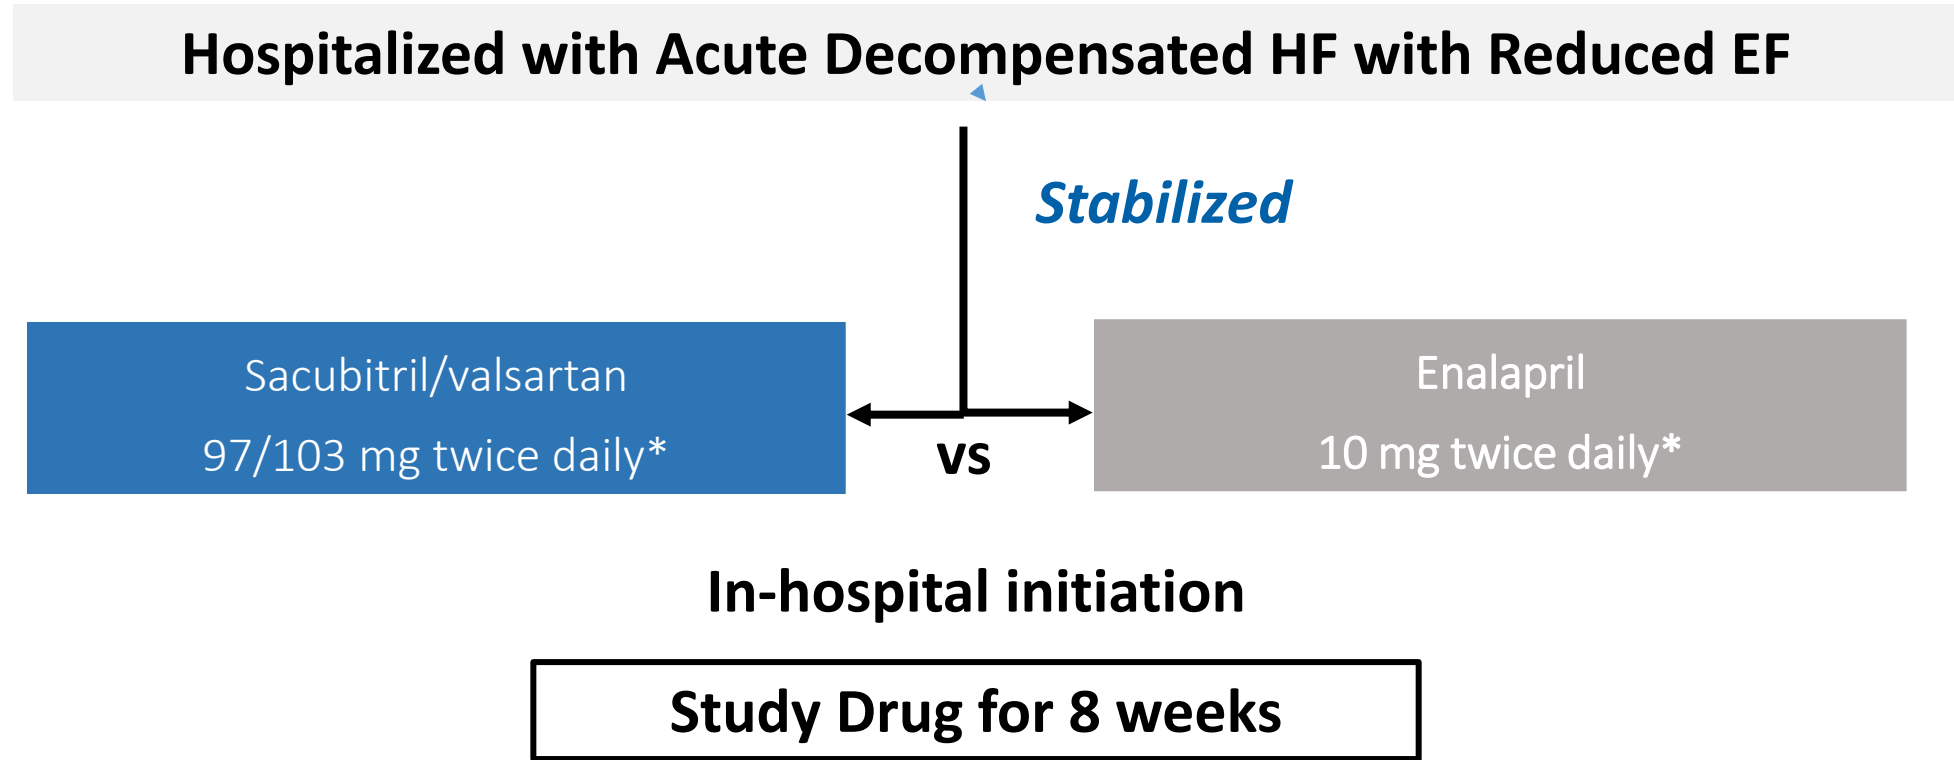 Hospitalized with Acute Decompensated HF with Reduced EF
Stabilized
Sacubitril/valsartan
97/103 mg twice daily*
vs
Enalapril
10 mg twice daily*
In-hospital initiation
Study Drug for 8 weeks